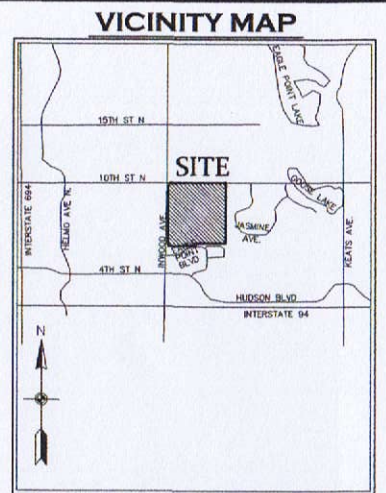 VICINITY MAP
EAGLE POINT LAKE
15TH ST N
SITE
10TH ST N
GOOSE LAKE
INTERSTATE 694
HELMO AVE N.
INWOOD AVE.
JASMINE
AVE.
KEATS AVE.
POINT
BLVD
4TH ST N
HUDSON BLVD
INTERSTATE 94
N